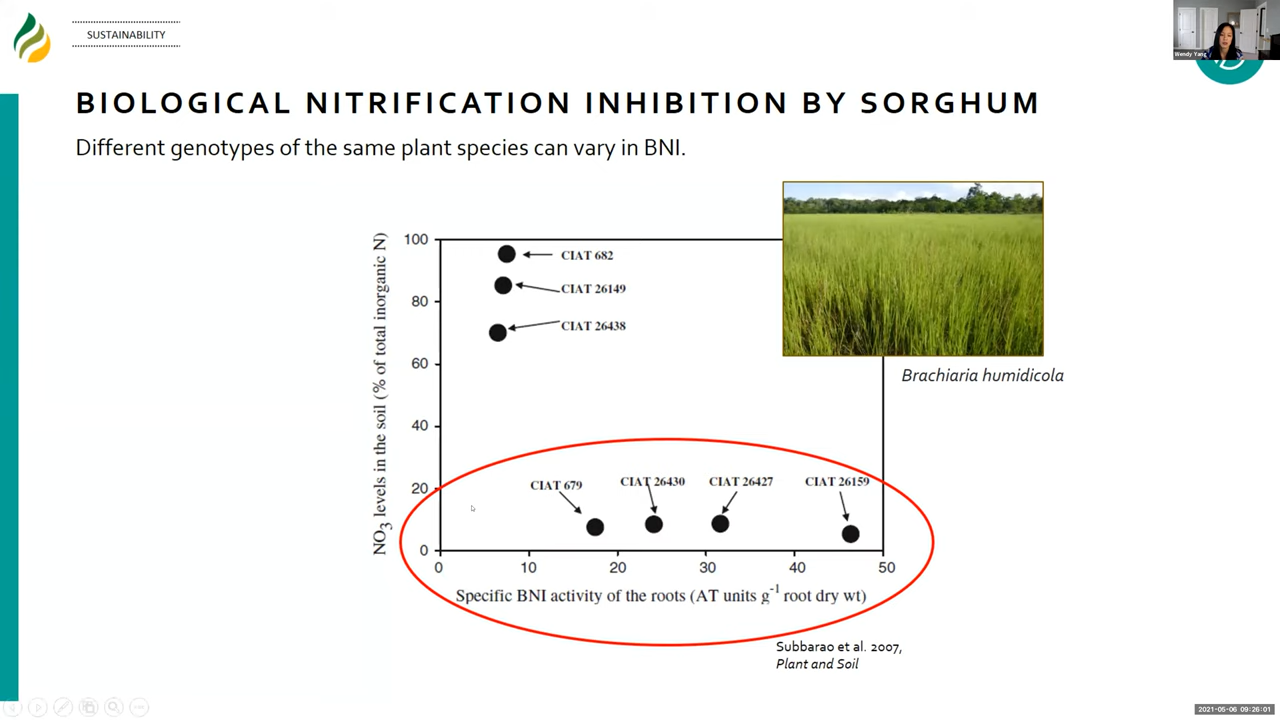 SUSTAINABILITY
Wendy Yang
BIOLOGICAL NITRIFICATION INHIBITION BY SORGHUM
Different genotypes of the same plant species can vary in BNI.
NO3 levels in the soil (% of total inorganic N)
100
80
60
40
20
0
CIAT 682
CIAT 26149
CIAT 26438
CIAT 679
CIAT 26430
CIAT 26427
CIAT 26159
0 10 20 30 40 50
Specific BNI activity of the roots (AT units g-1 root dry wt)
Brachiaria humidicola
Subbarao et al. 2007,
Plant and Soil
2021-05-06 09:26:01